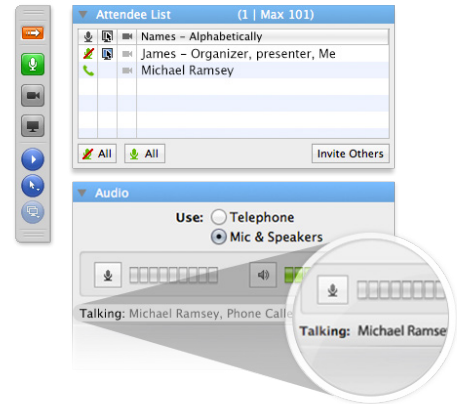 Attendee List (1 | Max 101)
Names – Alphabetically
James – Organizer, presenter, Me
Michael Ramsey
All All Invite Others
Audio
Use: Telephone
Mic & Speakers
Talking: Michael Ramsey, Phone Calle
Talking: Michael Ramse